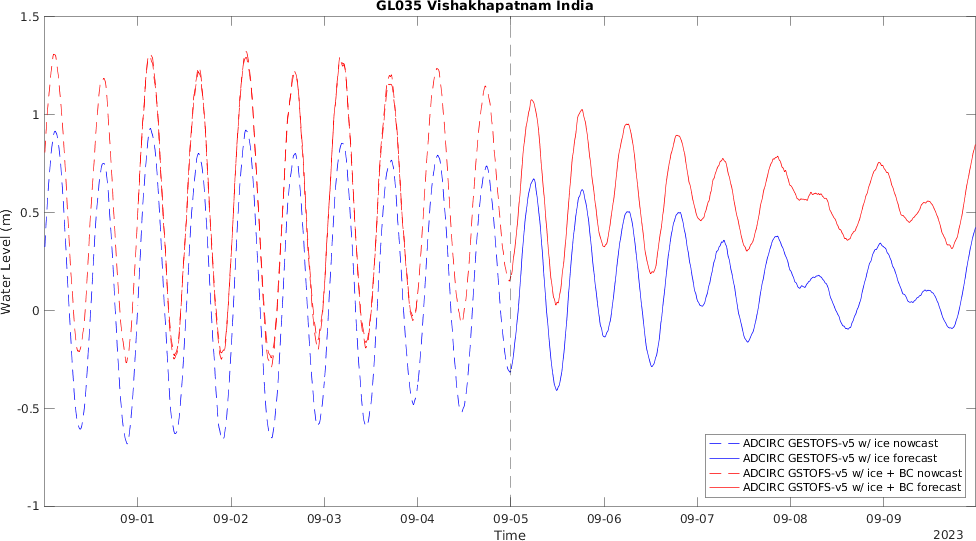 GL035 Vishakhapatnam India
1.5
1
0.5
0
-0.5
-1
Water Level (m)
ADCIRC GESTOFS-v5 w/ ice nowcast
ADCIRC GESTOFS-v5 w/ ice forecast
ADCIRC GSTOFS-v5 w/ ice + BC nowcast
ADCIRC GSTOFS-v5 w/ ice + BC forecast
09-01 09-02 09-03 09-04 09-05 09-06 09-07 09-08 09-09
Time
2023